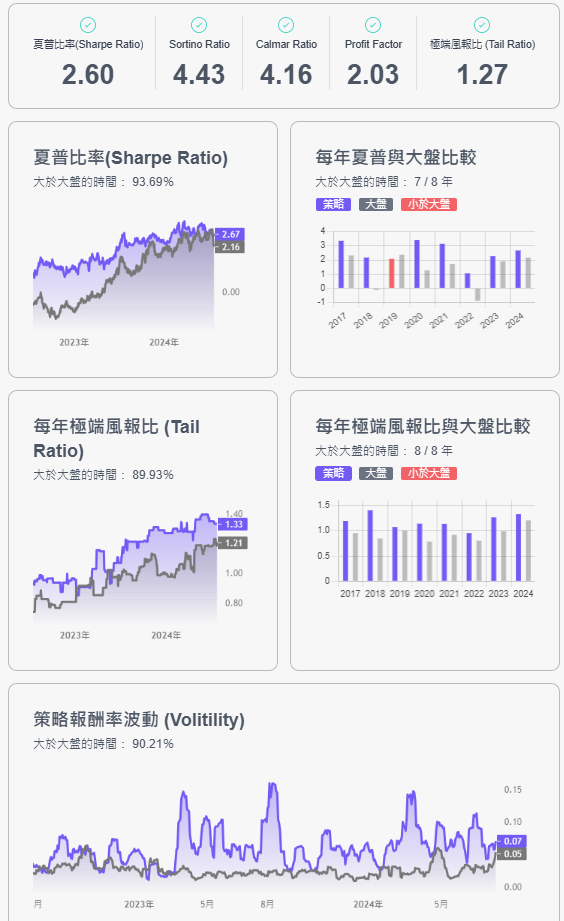 夏普比率(Sharpe Ratio)
2.60
Sortino Ratio
4.43
Calmar Ratio
4.16
Profit Factor
2.03
極端風報比 (Tail Ratio)
1.27
夏普比率(Sharpe Ratio)
大於大盤的時間： 93.69%
2.67
2.16
0.00
2023年 2024年
每年夏普與大盤比較
大於大盤的時間： 7 / 8 年
策略 大盤 小於大盤
4
3
2
1
0
-1
2017 2018 2019 2020 2021 2022 2023 2024
每年極端風報比 (Tail
Ratio)
大於大盤的時間： 89.93%
1.40
1.33
1.21
1.00
0.80
2023年 2024年
每年極端風報比與大盤比較
大於大盤的時間： 8 / 8 年
策略 大盤 小於大盤
1.5
1.0
0.5
0
2017 2018 2019 2020 2021 2022 2023 2024
策略報酬率波動 (Volitility)
大於大盤的時間： 90.21%
0.15
0.10
0.07
0.05
0.00
月 2023年 5月 8月 2024年 5月